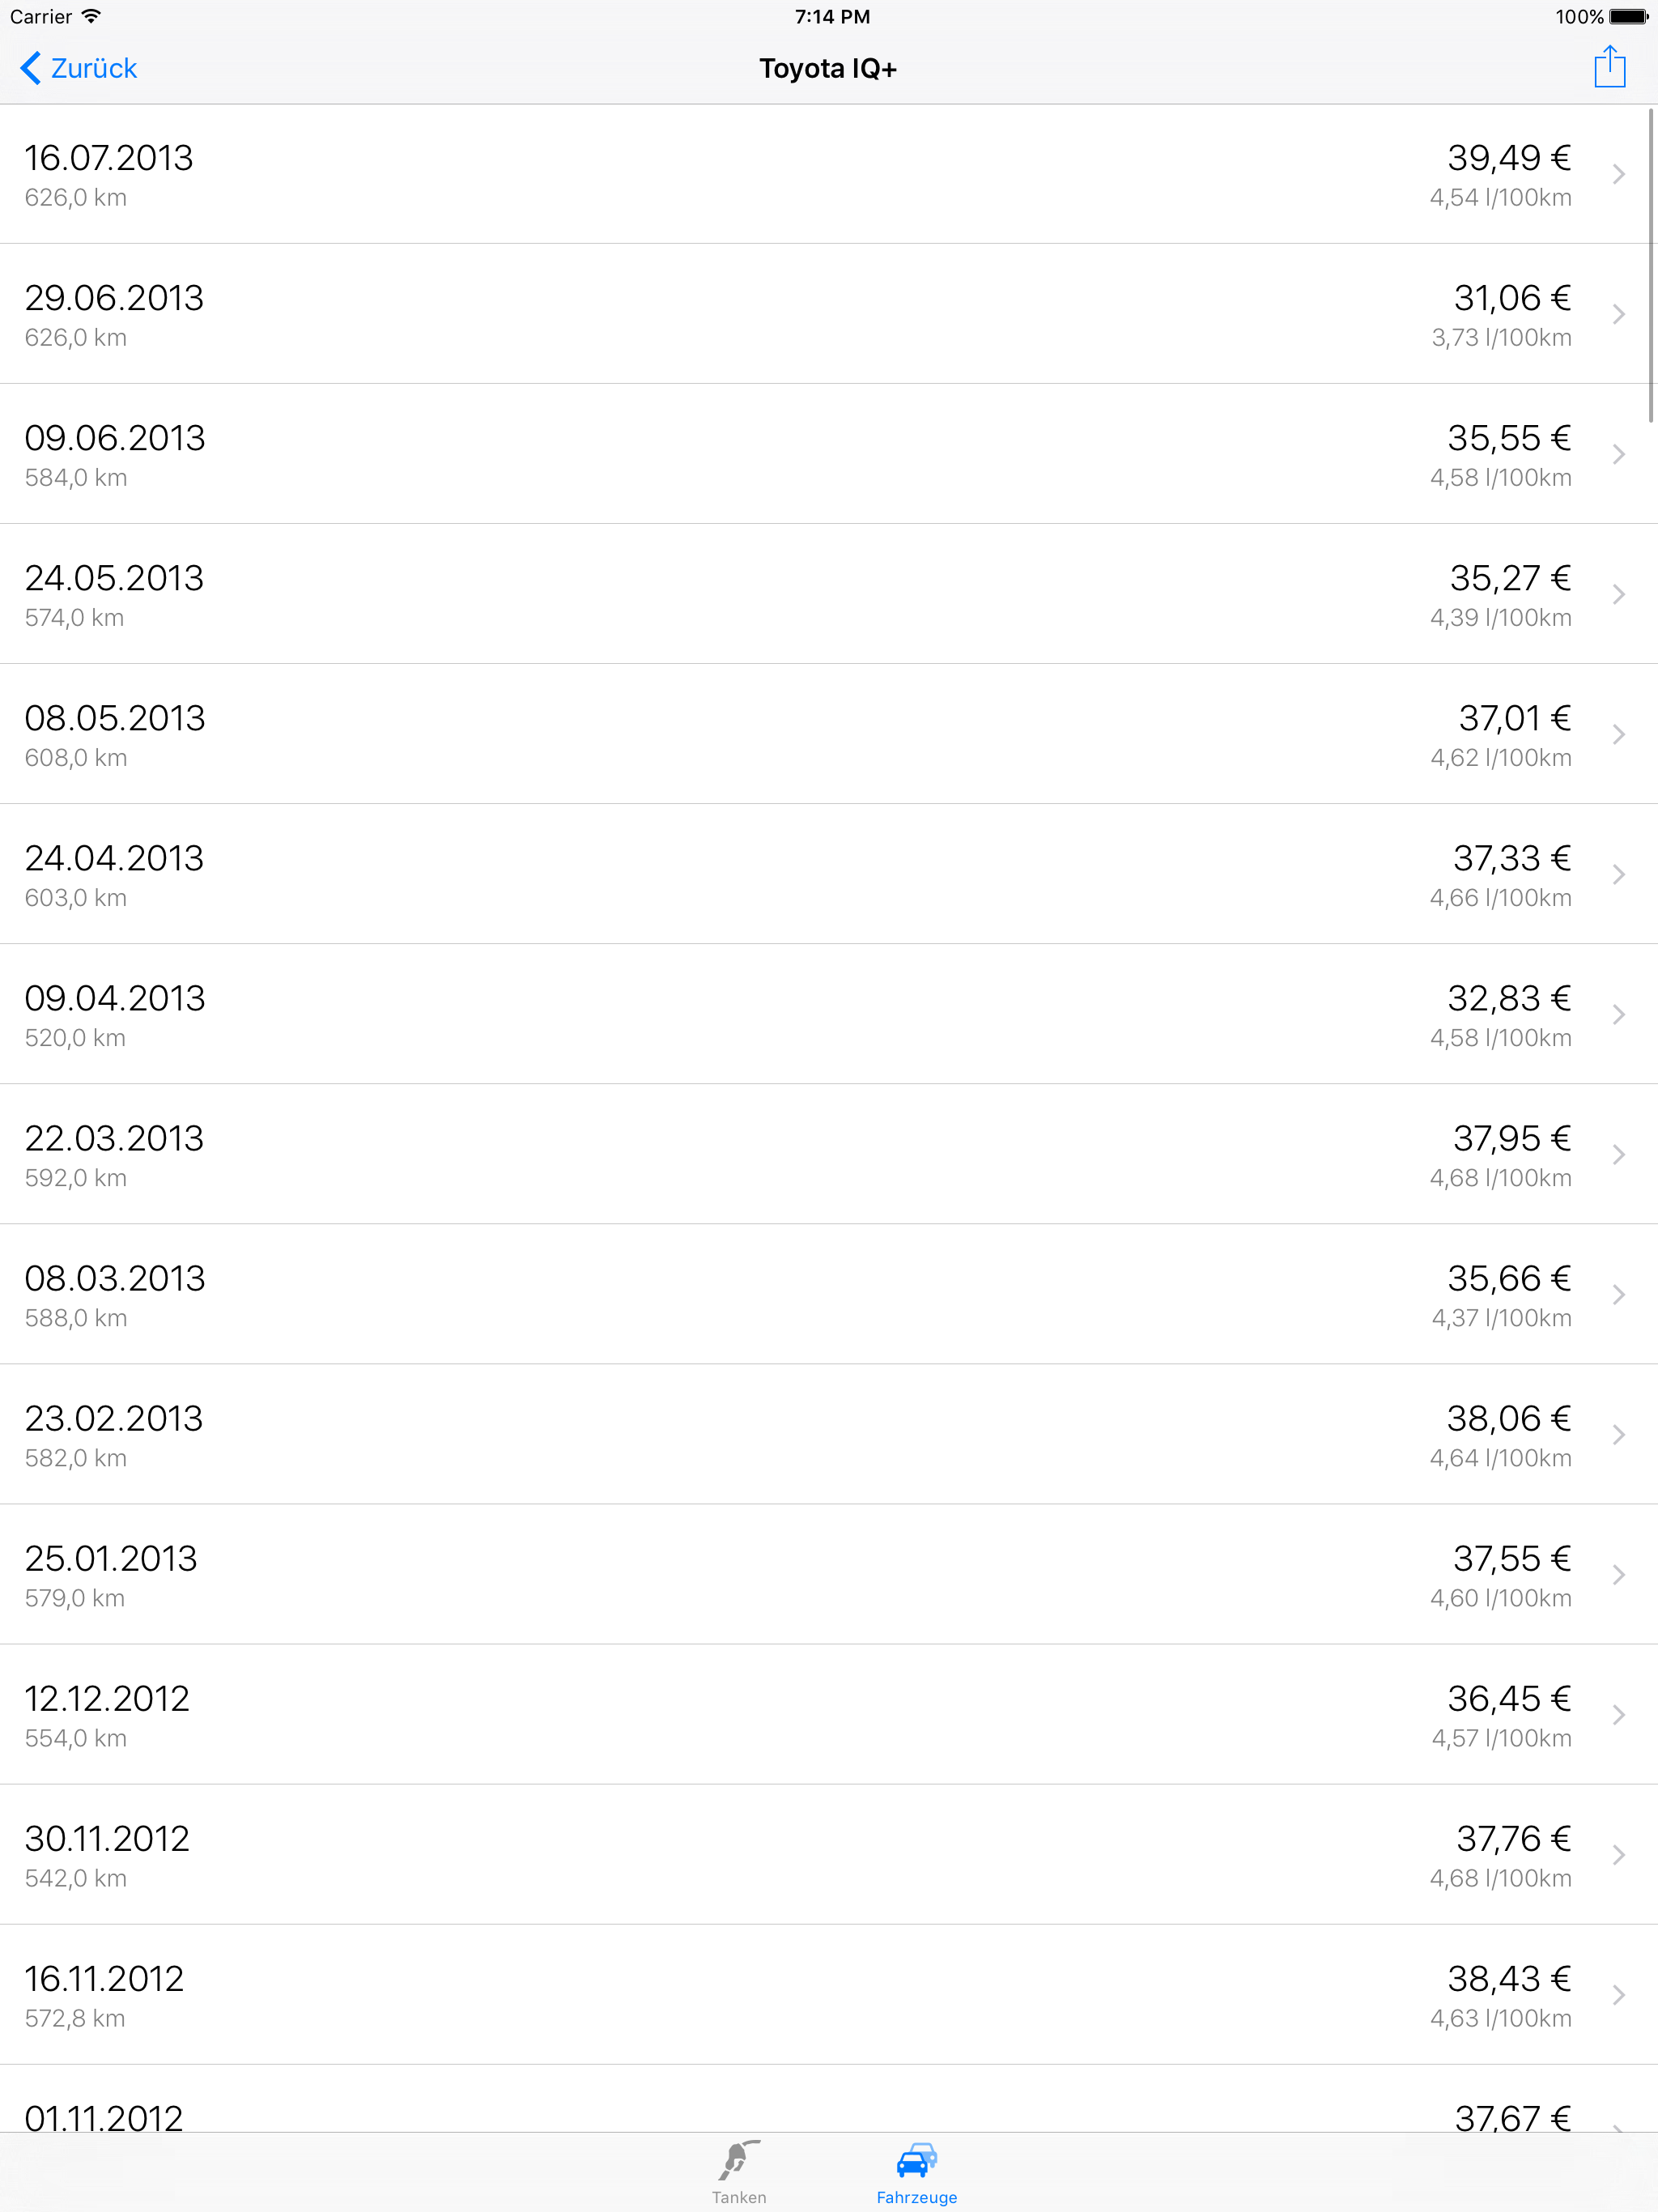 Carrier 7:14 PM 100%
Zurück Toyota IQ+
16.07.2013 39,49 €
626,0 km 4,54 l/100km
29.06.2013 31,06 €
626,0 km 3,73 l/100km
09.06.2013 35,55 €
584,0 km 4,58 l/100km
24.05.2013 35,27 €
574,0 km 4,39 l/100km
08.05.2013 37,01 €
608,0 km 4,62 l/100km
24.04.2013 37,33 €
603,0 km 4,66 l/100km
09.04.2013 32,83 €
520,0 km 4,58 l/100km
22.03.2013 37,95 €
592,0 km 4,68 l/100km
08.03.2013 35,66 €
588,0 km 4,37 l/100km
23.02.2013 38,06 €
582,0 km 4,64 l/100km
25.01.2013 37,55 €
579,0 km 4,60 l/100km
12.12.2012 36,45 €
554,0 km 4,57 l/100km
30.11.2012 37,76 €
542,0 km 4,68 l/100km
16.11.2012 38,43 €
572,8 km 4,63 l/100km
01.11.2012 37,67 €
Tanken Fahrzeuge